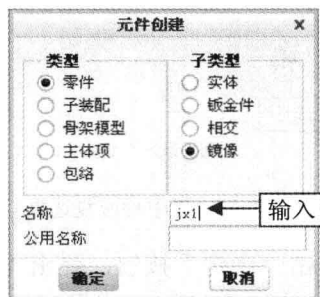 元件创建
类型
零件
子装配
骨架模型
主体项
包络
子类型
实体
钣金件
相交
镜像
名称
jx1
输入
公用名称
确定
取消